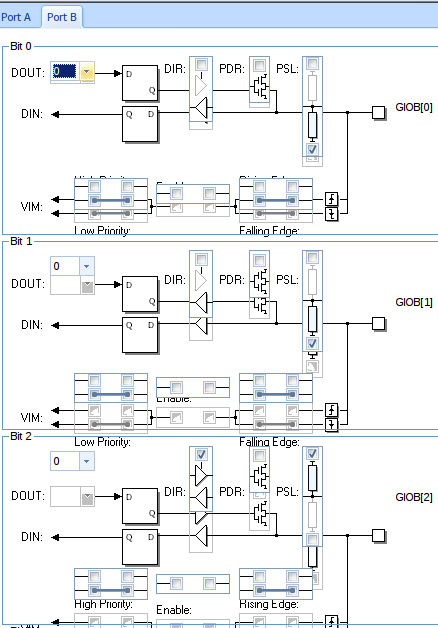 Port A Port B
Bit 0
DOUT: 0 D Q DIR: PDR: PSL:
DIN: Q D GIOB[0]
High Priority: Enable: Rising Edge:
VIM:
Low Priority: Falling Edge:
Bit 1
0
DOUT: D Q DIR: PDR: PSL:
GIOB[1]
DIN: Q D
Enable:
VIM:
Low Priority: Falling Edge:
Bit 2
0
DOUT: D Q DIR: PDR: PSL:
GIOB[2]
DIN: Q D
High Priority: Enable: Rising Edge: